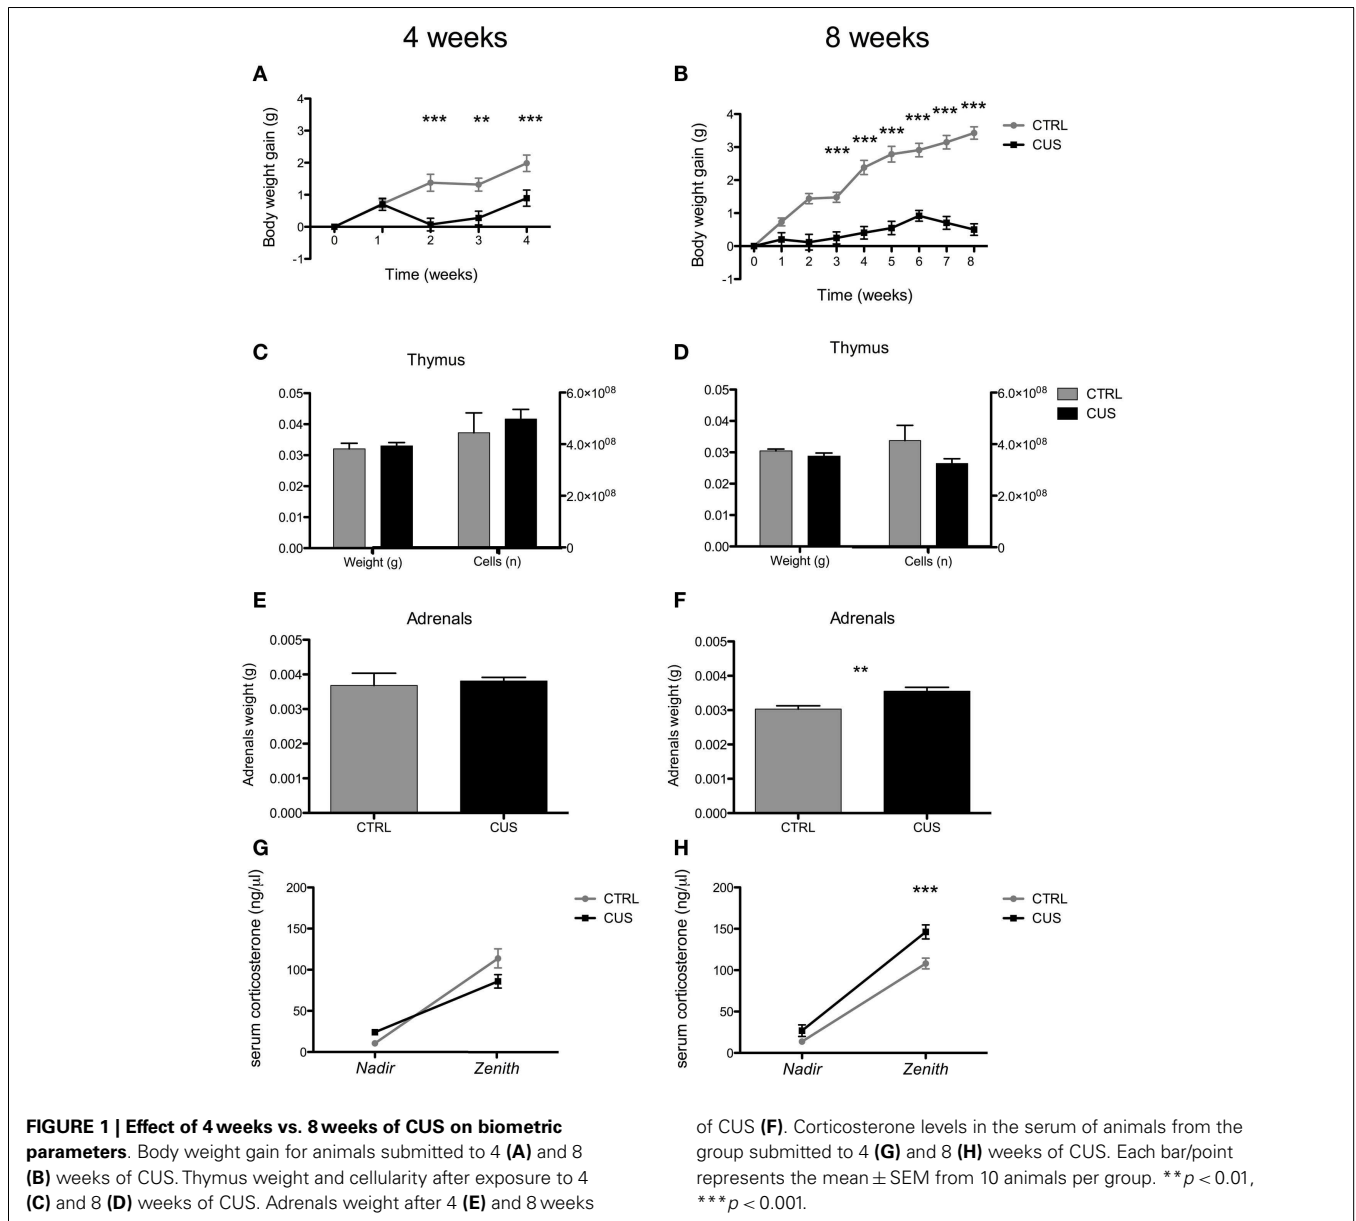 4 weeks
8 weeks
A
Body weight gain (g)
4
3
2
1
0
-1
*** ** ***
0 1 2 3 4
Time (weeks)
B
Body weight gain (g)
4
3
2
1
0
-1
*** *** *** *** *** ***
0 1 2 3 4 5 6 7 8
Time (weeks)
CTRL
CUS
C
Thymus
0.05
0.04
0.03
0.02
0.01
0.00
6.0×10⁰⁸
4.0×10⁰⁸
2.0×10⁰⁸
0
Weight (g) Cells (n)
D
Thymus
0.05
0.04
0.03
0.02
0.01
0.00
6.0×10⁰⁸
4.0×10⁰⁸
2.0×10⁰⁸
0
Weight (g) Cells (n)
CTRL
CUS
E
Adrenals
Adrenals weight (g)
0.005
0.004
0.003
0.002
0.001
0.000
CTRL CUS
F
Adrenals
Adrenals weight (g)
0.005
0.004
0.003
0.002
0.001
0.000
**
CTRL CUS
G
serum corticosterone (ng/μl)
200
150
100
50
0
Nadir Zenith
CTRL
CUS
H
serum corticosterone (ng/μl)
200
150
100
50
0
***
Nadir Zenith
CTRL
CUS
FIGURE 1 | Effect of 4 weeks vs. 8 weeks of CUS on biometric
parameters. Body weight gain for animals submitted to 4 (A) and 8
(B) weeks of CUS. Thymus weight and cellularity after exposure to 4
(C) and 8 (D) weeks of CUS. Adrenals weight after 4 (E) and 8 weeks
of CUS (F). Corticosterone levels in the serum of animals from the
group submitted to 4 (G) and 8 (H) weeks of CUS. Each bar/point
represents the mean ± SEM from 10 animals per group. **p < 0.01,
***p < 0.001.